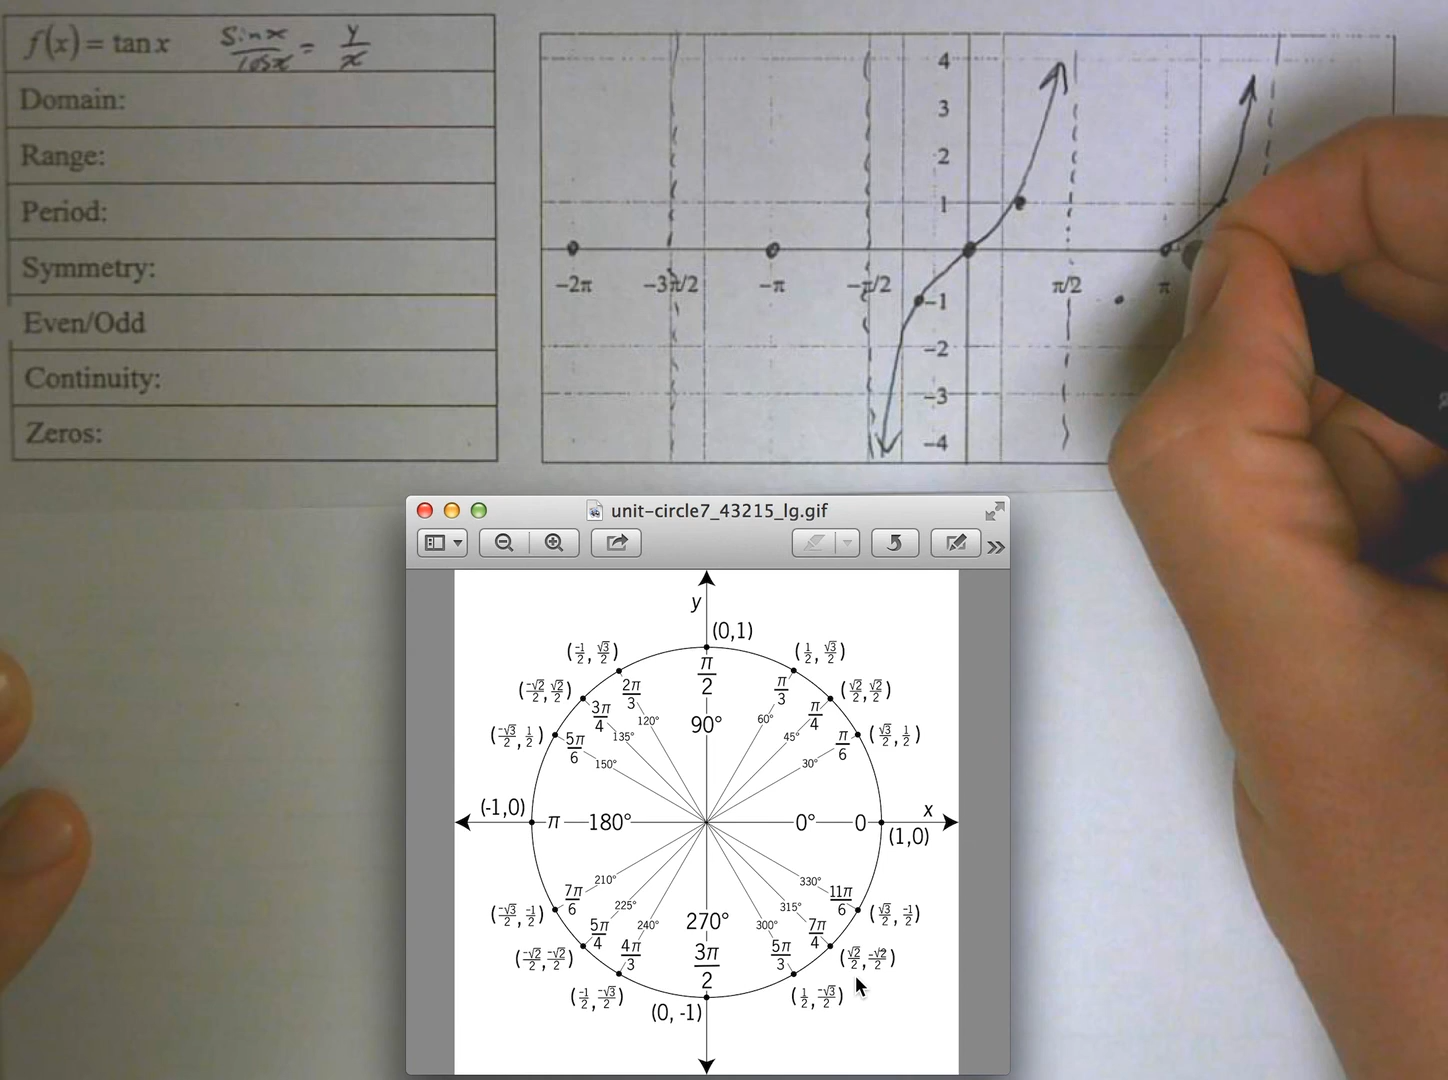 f(x) = tan x sin x / cos x = y / x
Domain:
Range:
Period:
Symmetry:
Even/Odd
Continuity:
Zeros:
4
3
2
1
-2π -3π/2 -π -π/2 π/2 π
-1
-2
-3
-4
unit-circle7_43215_lg.gif
y
(0,1)
(-1/2, √3/2) π/2 (1/2, √3/2)
(-√2/2, √2/2) 2π/3 π/3 (√2/2, √2/2)
3π/4 120° 90° 60° π/4
(-√3/2, 1/2) 5π/6 135° 45° π/6 (√3/2, 1/2)
150° 30°
(-1,0) π 180° 0° 0 x
(1,0)
210° 330°
(-√3/2, -1/2) 7π/6 225° 270° 315° 11π/6 (√3/2, -1/2)
5π/4 240° 300° 7π/4
(-√2/2, -√2/2) 4π/3 3π/2 5π/3 (√2/2, -√2/2)
(-1/2, -√3/2) (0, -1) (1/2, -√3/2)